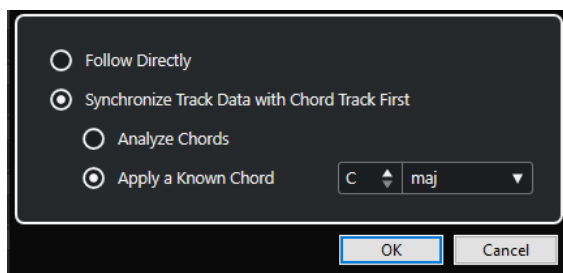 Follow Directly
Synchronize Track Data with Chord Track First
Analyze Chords
Apply a Known Chord C maj
OK Cancel